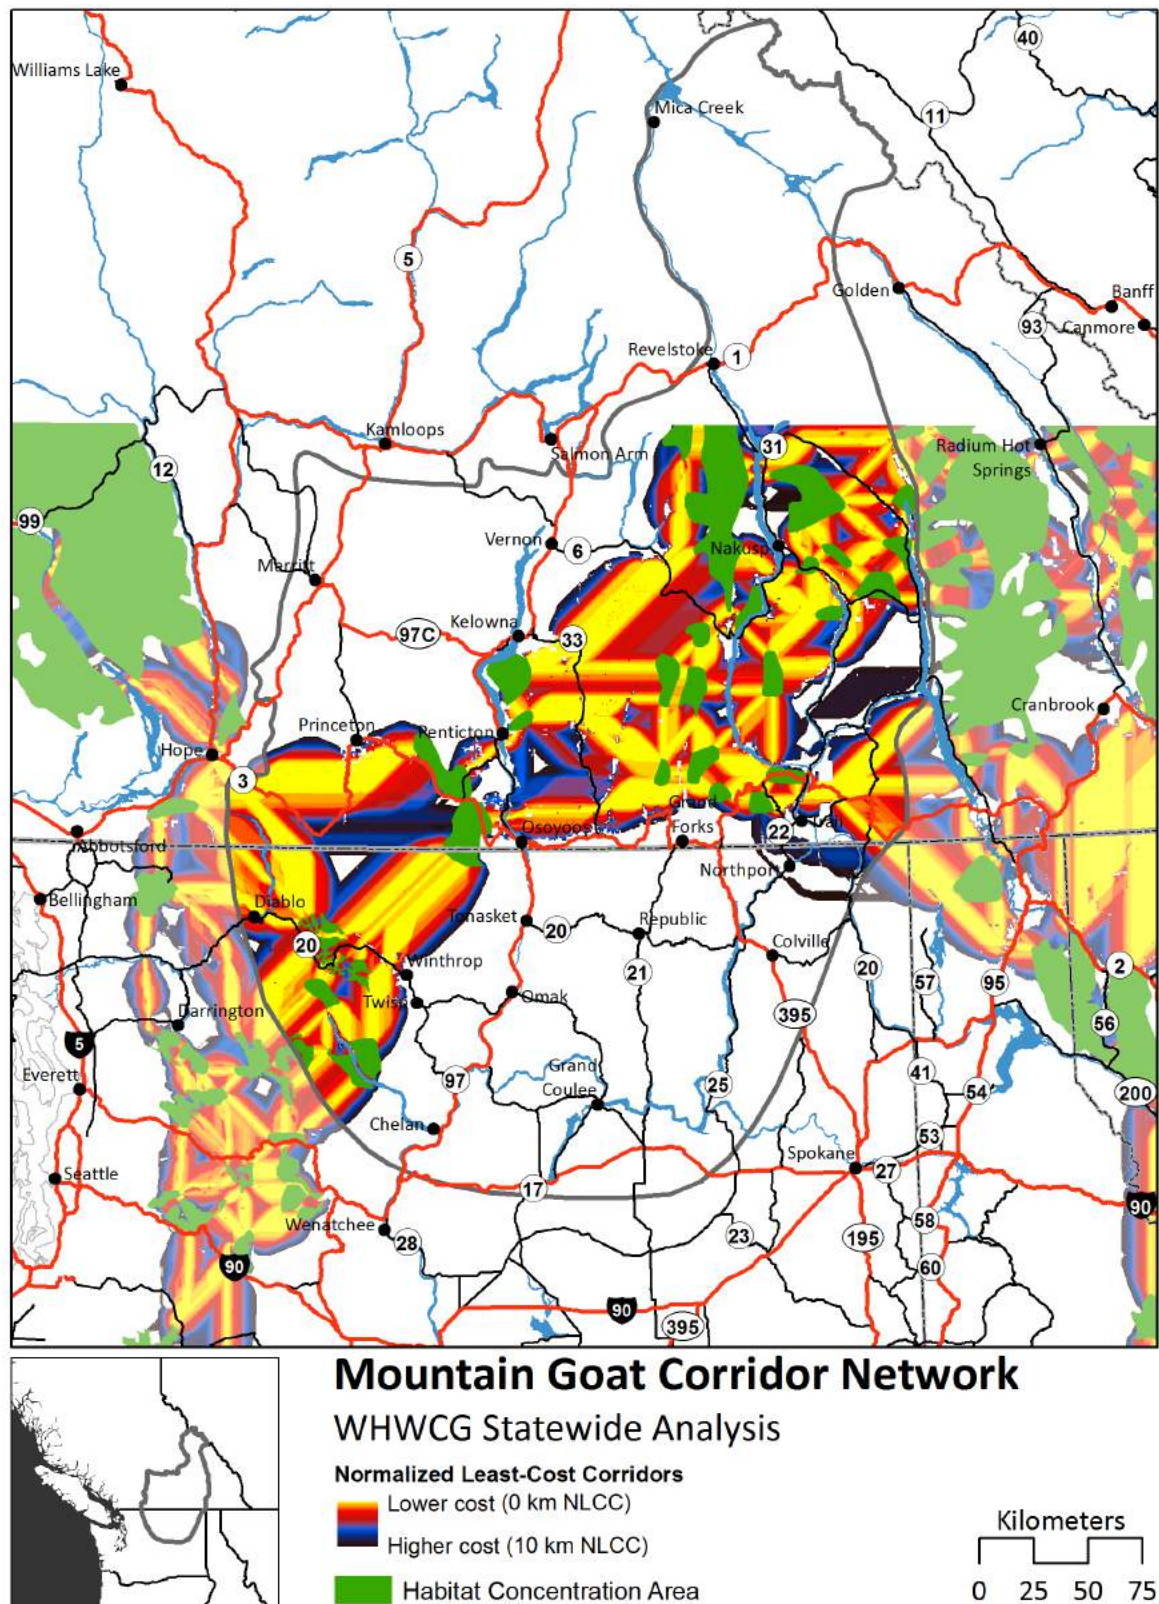 40
Williams Lake
Mica Creek
11
5
Golden
Banff
93
Canmore
Revelstoke
1
Kamloops
Salmon Arm
31
Radium Hot
Springs
12
99
Vernon
6
Nakusp
Merritt
Kelowna
33
97C
Cranbrook
Princeton
Penticton
Hope
3
Grand
Forks
Osoyoos
22
Trail
Abbotsford
Northport
Bellingham
Diablo
Tonasket
20
Republic
20
Colville
Winthrop
21
20
57
95
2
Twisp
Omak
395
56
Darrington
5
Everett
97
Grand
Coulee
25
41
54
200
Chelan
53
Seattle
Spokane
27
17
90
Wenatchee
28
23
195
58
90
60
90
395
Mountain Goat Corridor Network
WHWCG Statewide Analysis
Normalized Least-Cost Corridors
Lower cost (0 km NLCC)
Higher cost (10 km NLCC)
Habitat Concentration Area
Kilometers
0 25 50 75